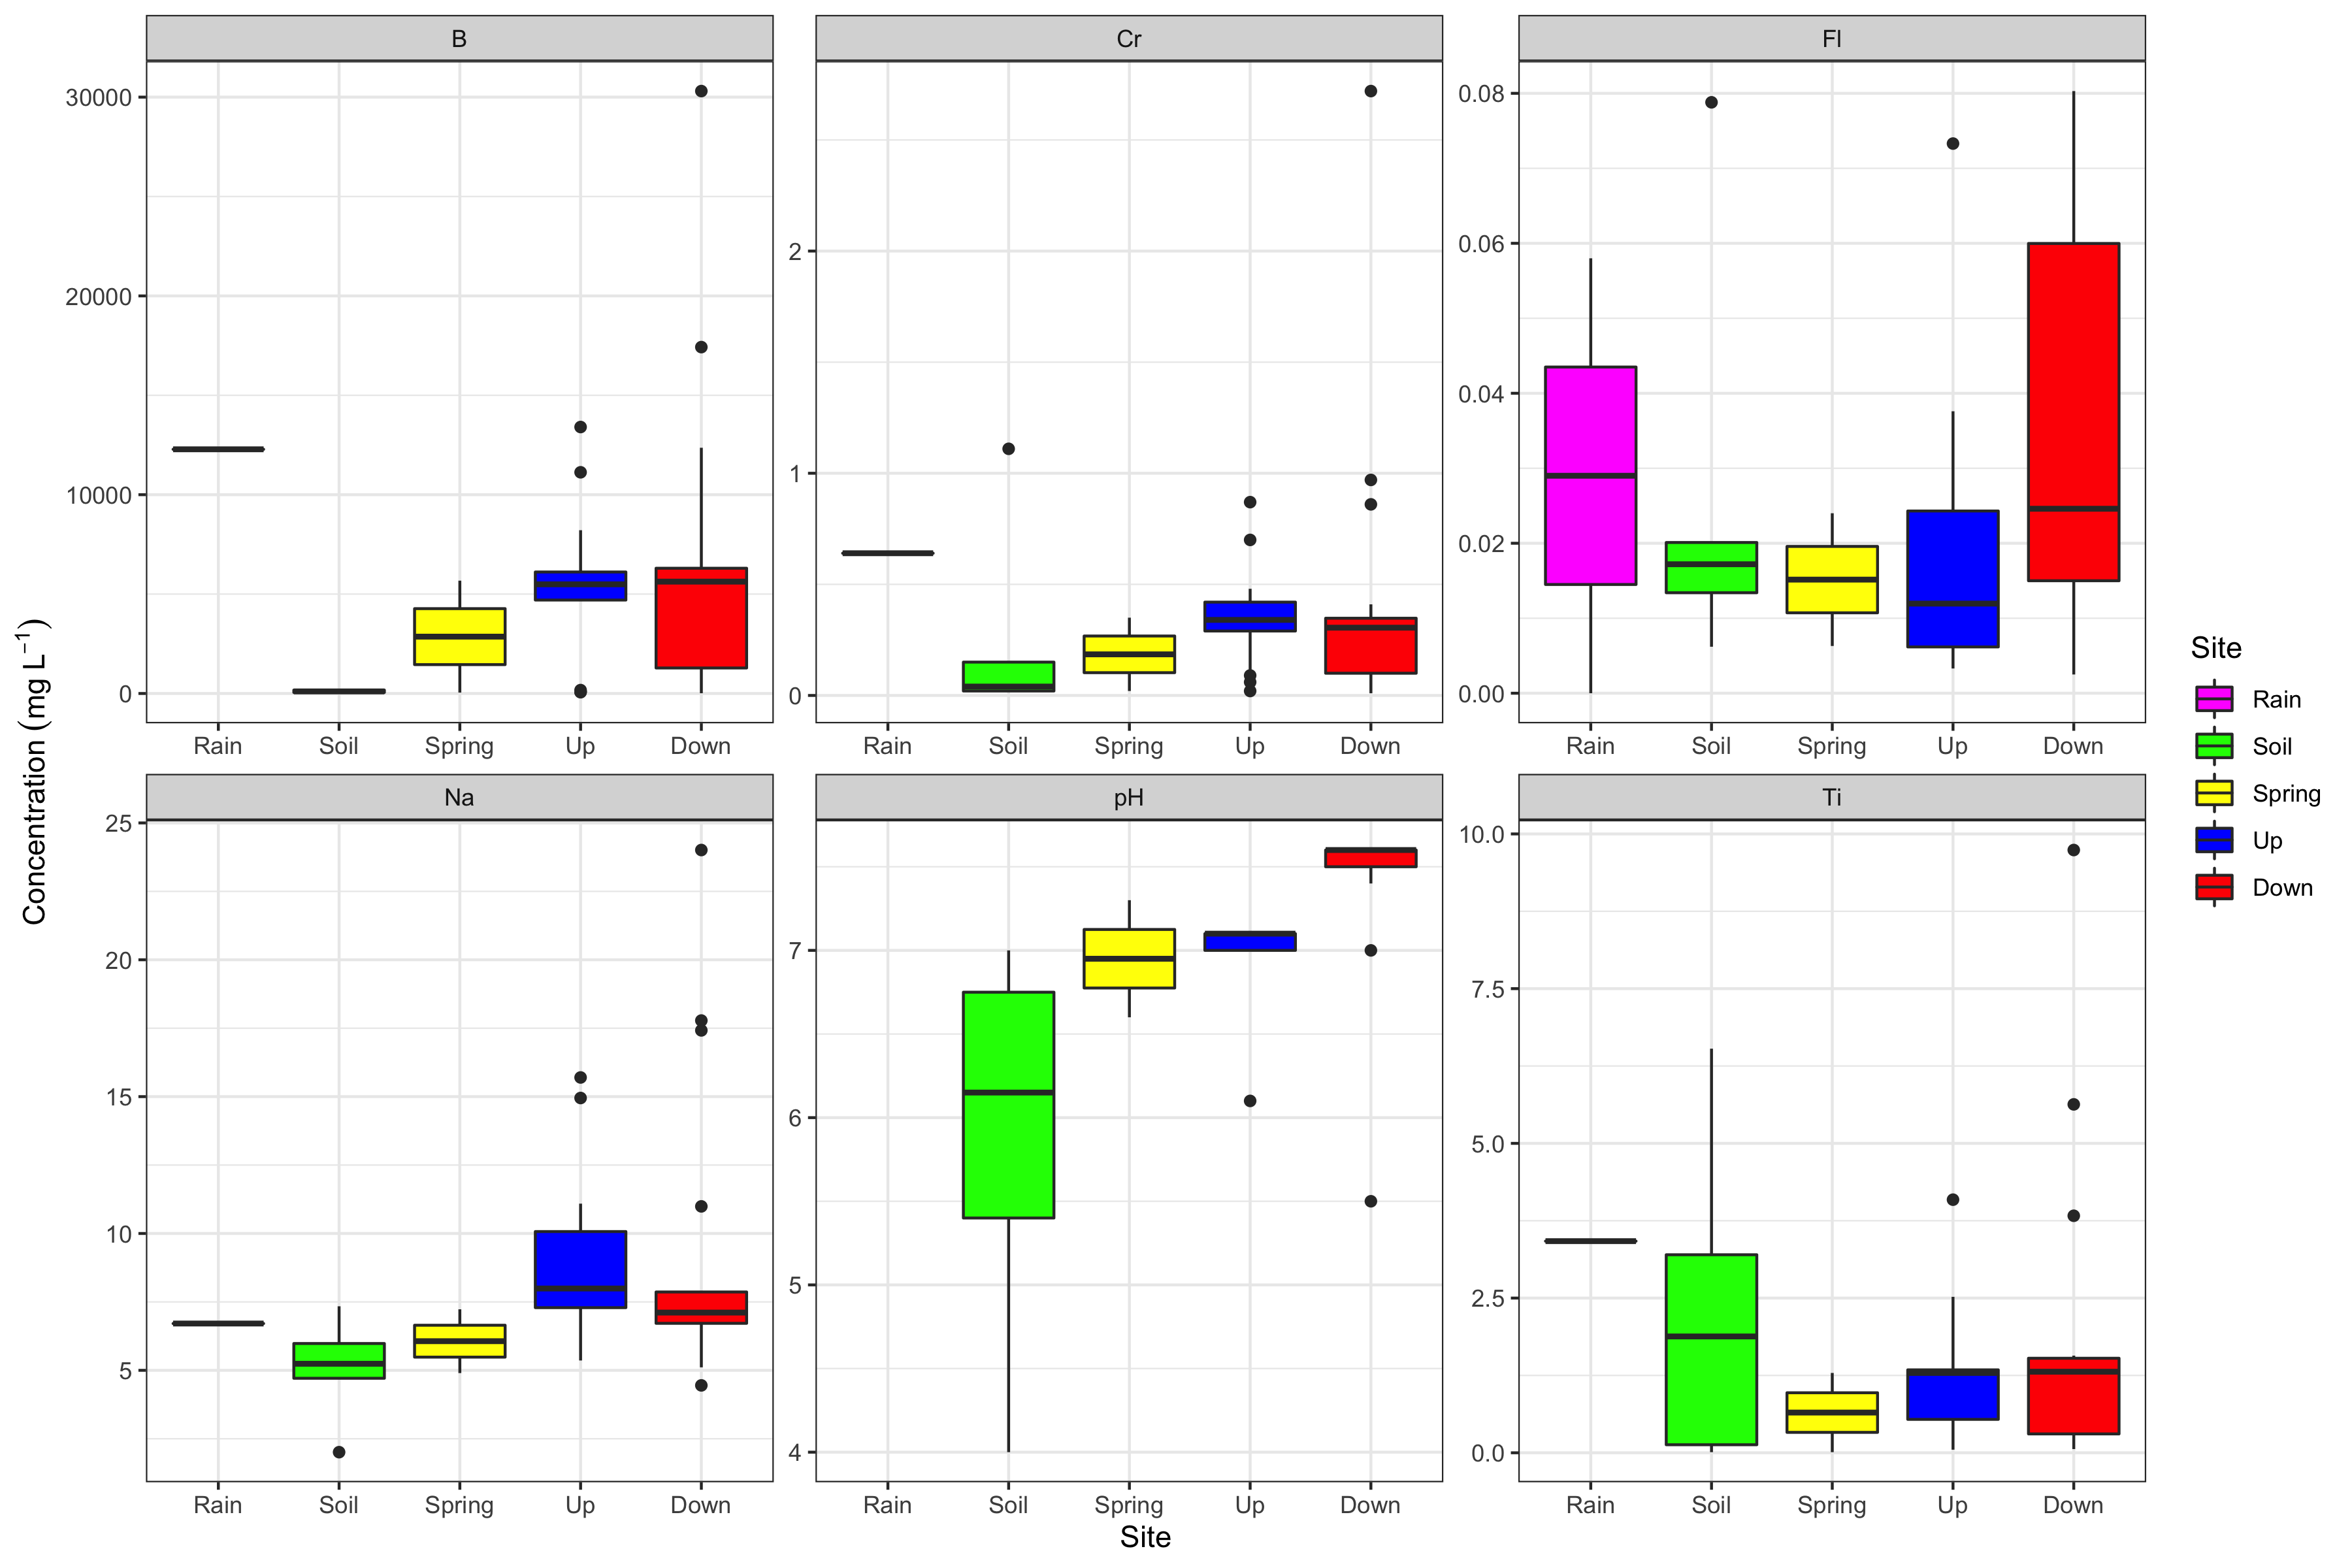 B
Cr
Fl
30000
20000
10000
0
2
1
0
0.08
0.06
0.04
0.02
0.00
Rain Soil Spring Up Down
Rain Soil Spring Up Down
Rain Soil Spring Up Down
Na
pH
Ti
25
20
15
10
5
7
6
5
4
10.0
7.5
5.0
2.5
0.0
Rain Soil Spring Up Down
Rain Soil Spring Up Down
Rain Soil Spring Up Down
Site
Concentration (mg L⁻¹)
Site
Rain
Soil
Spring
Up
Down